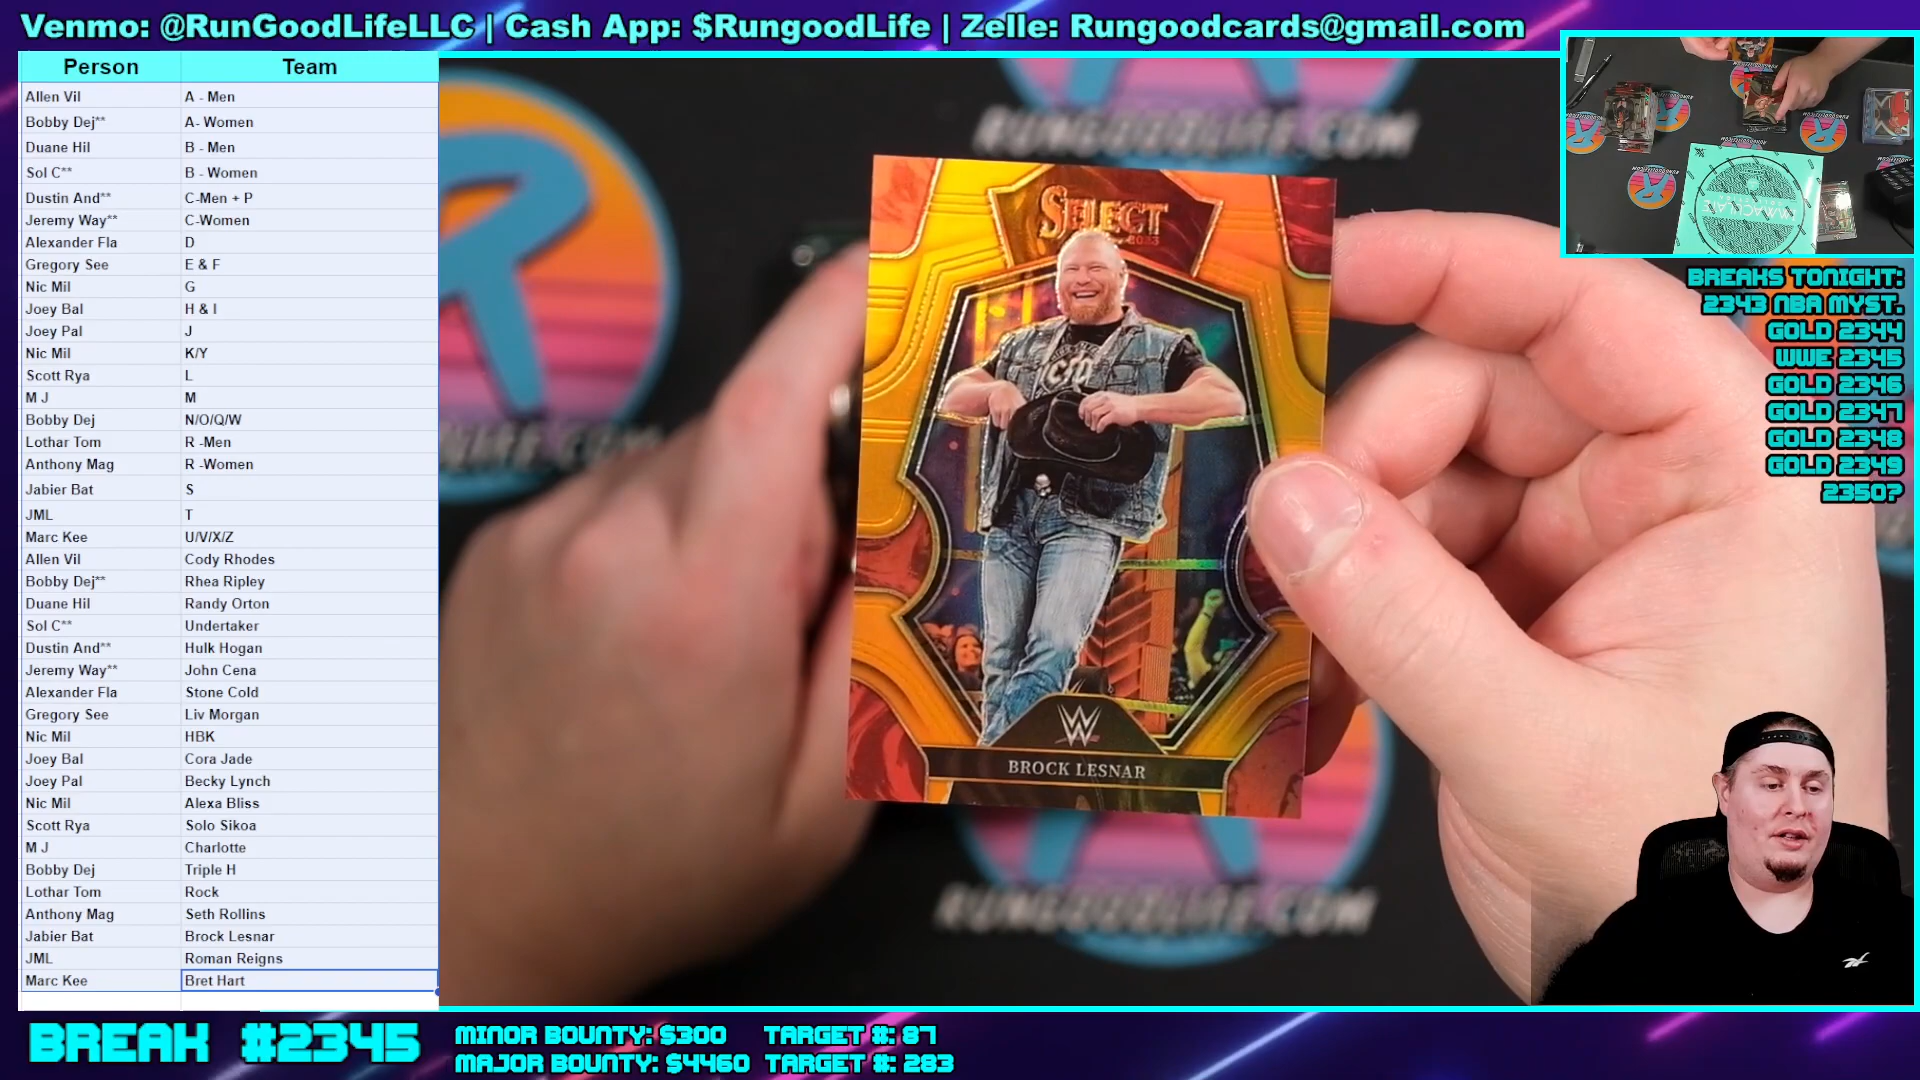 Venmo: @RunGoodLifeLLC | Cash App: $RungoodLife | Zelle: Rungoodcards@gmail.com
Person Team
Allen Vil A - Men
Bobby Dej** A- Women
Duane Hil B - Men
Sol C** B - Women
Dustin And** C-Men + P
Jeremy Way** C-Women
Alexander Fla D
Gregory See E & F
Nic Mil G
Joey Bal H & I
Joey Pal J
Nic Mil K/Y
Scott Rya L
M J M
Bobby Dej N/O/Q/W
Lothar Tom R -Men
Anthony Mag R -Women
Jabier Bat S
JML T
Marc Kee U/V/X/Z
Allen Vil Cody Rhodes
Bobby Dej** Rhea Ripley
Duane Hil Randy Orton
Sol C** Undertaker
Dustin And** Hulk Hogan
Jeremy Way** John Cena
Alexander Fla Stone Cold
Gregory See Liv Morgan
Nic Mil HBK
Joey Bal Cora Jade
Joey Pal Becky Lynch
Nic Mil Alexa Bliss
Scott Rya Solo Sikoa
M J Charlotte
Bobby Dej Triple H
Lothar Tom Rock
Anthony Mag Seth Rollins
Jabier Bat Brock Lesnar
JML Roman Reigns
Marc Kee Bret Hart
RUNGOODLIFE.COM
SELECT
2023
W
BROCK LESNAR
RUNGOODLIFE.COM
IMMACULATE
BREAKS TONIGHT:
2343 NBA MYST.
GOLD 2344
WWE 2345
GOLD 2346
GOLD 2347
GOLD 2348
GOLD 2349
2350?
BREAK #2345
MINOR BOUNTY: $300 TARGET #: 87
MAJOR BOUNTY: $4460 TARGET #: 283